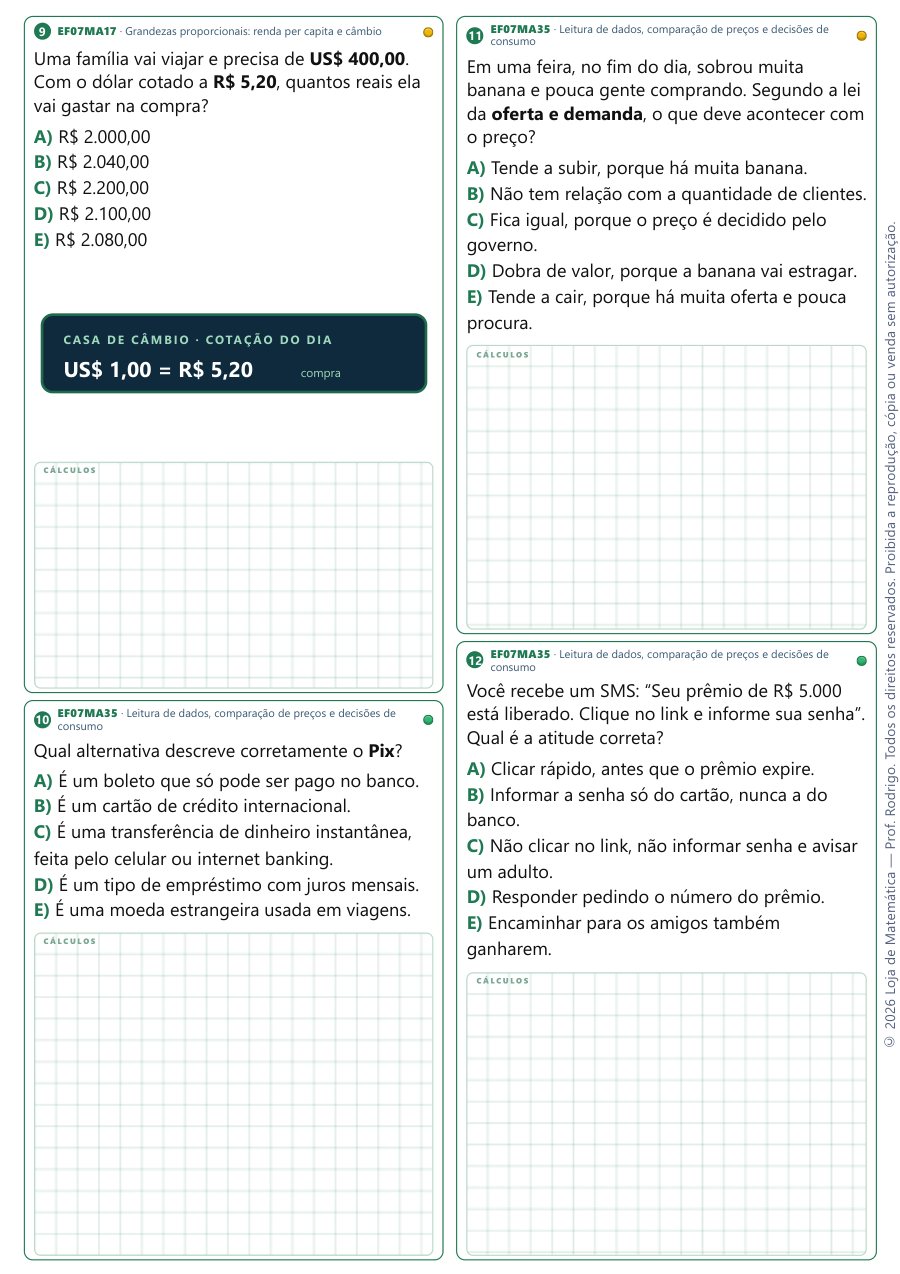 9 EF07MA17 · Grandezas proporcionais: renda per capita e câmbio
Uma família vai viajar e precisa de US$ 400,00.
Com o dólar cotado a R$ 5,20, quantos reais ela
vai gastar na compra?
A) R$ 2.000,00
B) R$ 2.040,00
C) R$ 2.200,00
D) R$ 2.100,00
E) R$ 2.080,00
CASA DE CÂMBIO · COTAÇÃO DO DIA
US$ 1,00 = R$ 5,20 compra
CÁLCULOS
10 EF07MA35 · Leitura de dados, comparação de preços e decisões de
consumo
Qual alternativa descreve corretamente o Pix?
A) É um boleto que só pode ser pago no banco.
B) É um cartão de crédito internacional.
C) É uma transferência de dinheiro instantânea,
feita pelo celular ou internet banking.
D) É um tipo de empréstimo com juros mensais.
E) É uma moeda estrangeira usada em viagens.
CÁLCULOS
11 EF07MA35 · Leitura de dados, comparação de preços e decisões de
consumo
Em uma feira, no fim do dia, sobrou muita
banana e pouca gente comprando. Segundo a lei
da oferta e demanda, o que deve acontecer com
o preço?
A) Tende a subir, porque há muita banana.
B) Não tem relação com a quantidade de clientes.
C) Fica igual, porque o preço é decidido pelo
governo.
D) Dobra de valor, porque a banana vai estragar.
E) Tende a cair, porque há muita oferta e pouca
procura.
CÁLCULOS
12 EF07MA35 · Leitura de dados, comparação de preços e decisões de
consumo
Você recebe um SMS: “Seu prêmio de R$ 5.000
está liberado. Clique no link e informe sua senha”.
Qual é a atitude correta?
A) Clicar rápido, antes que o prêmio expire.
B) Informar a senha só do cartão, nunca a do
banco.
C) Não clicar no link, não informar senha e avisar
um adulto.
D) Responder pedindo o número do prêmio.
E) Encaminhar para os amigos também
ganharem.
CÁLCULOS
© 2026 Loja de Matemática — Prof. Rodrigo. Todos os direitos reservados. Proibida a reprodução, cópia ou venda sem autorização.